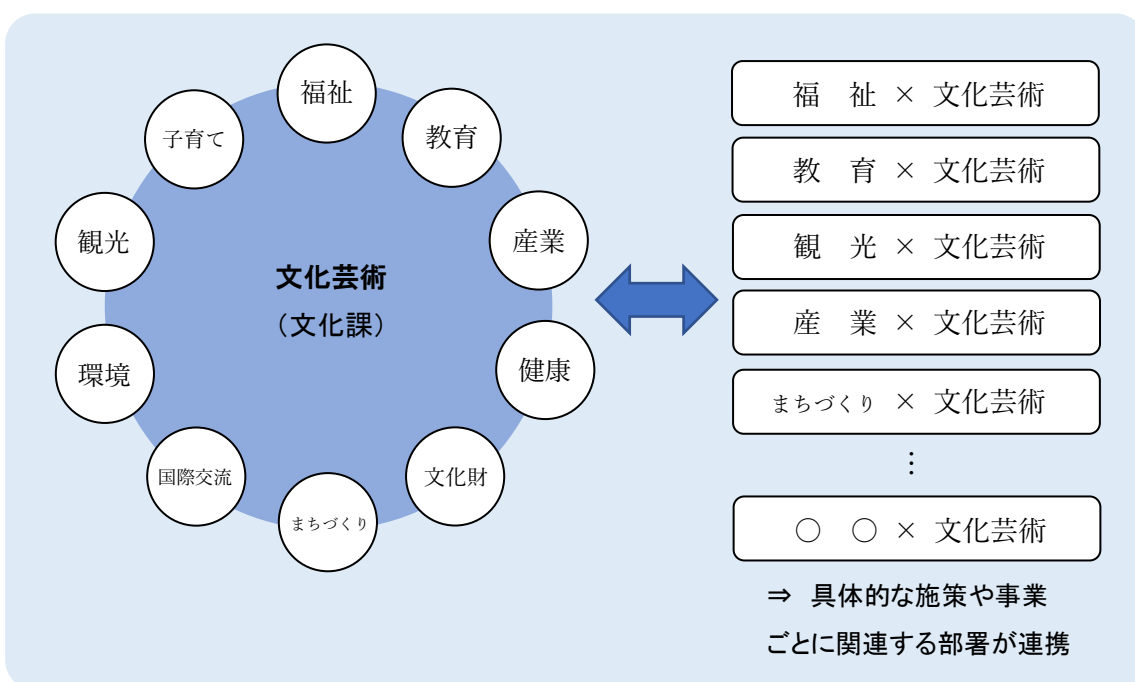 福祉
教育
産業
健康
文化財
まちづくり
国際交流
環境
観光
子育て
文化芸術
（文化課）
福　祉 × 文化芸術
教　育 × 文化芸術
観　光 × 文化芸術
産　業 × 文化芸術
まちづくり × 文化芸術
⋮
○　○ × 文化芸術
⇒ 具体的な施策や事業
ごとに関連する部署が連携